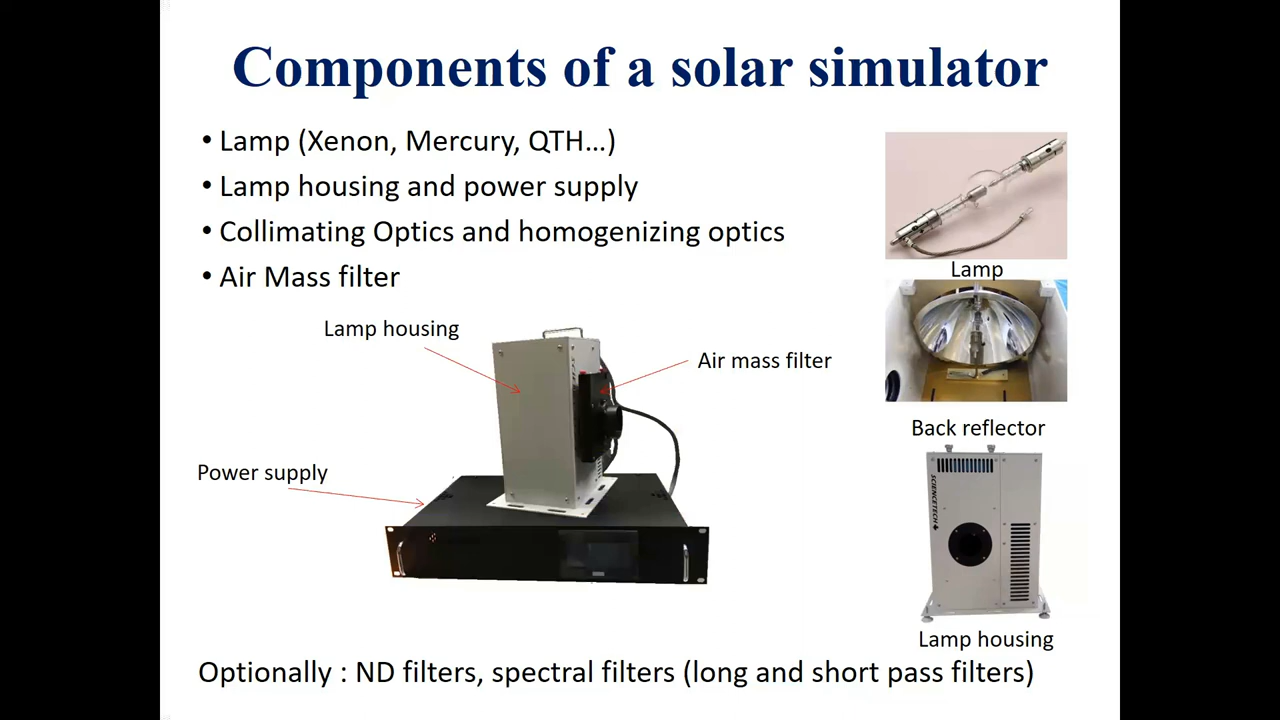 Components of a solar simulator
• Lamp (Xenon, Mercury, QTH...)
• Lamp housing and power supply
• Collimating Optics and homogenizing optics
• Air Mass filter
Lamp
Lamp housing
Air mass filter
Back reflector
Power supply
SCIENCETECH
Lamp housing
Optionally : ND filters, spectral filters (long and short pass filters)